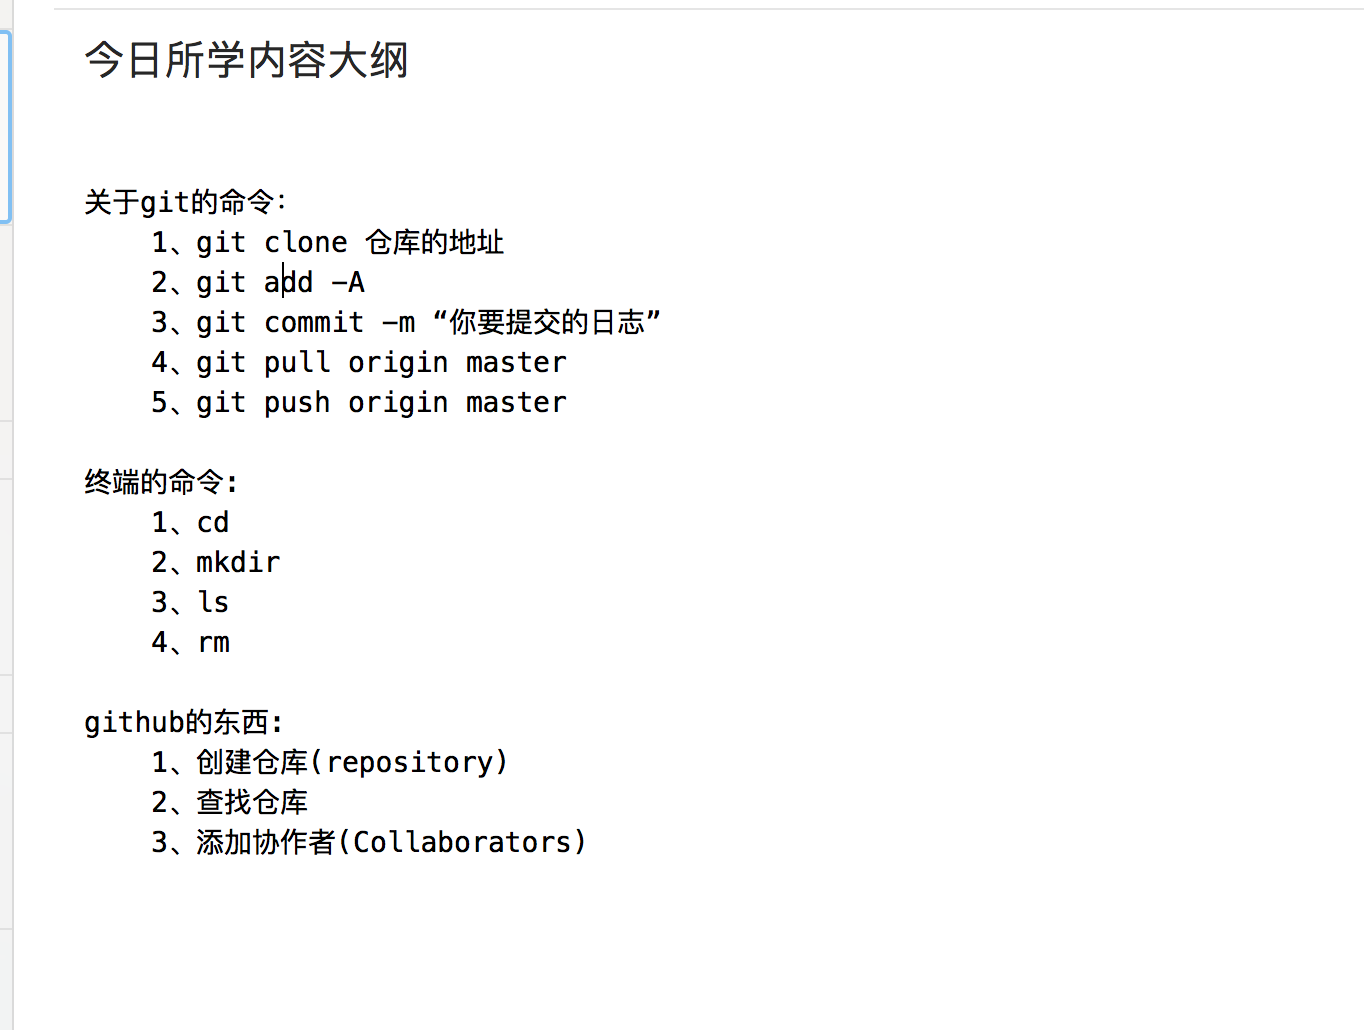 今日所学内容大纲
关于git的命令：
1、git clone 仓库的地址
2、git add -A
3、git commit -m “你要提交的日志”
4、git pull origin master
5、git push origin master
终端的命令:
1、cd
2、mkdir
3、ls
4、rm
github的东西:
1、创建仓库(repository)
2、查找仓库
3、添加协作者(Collaborators)